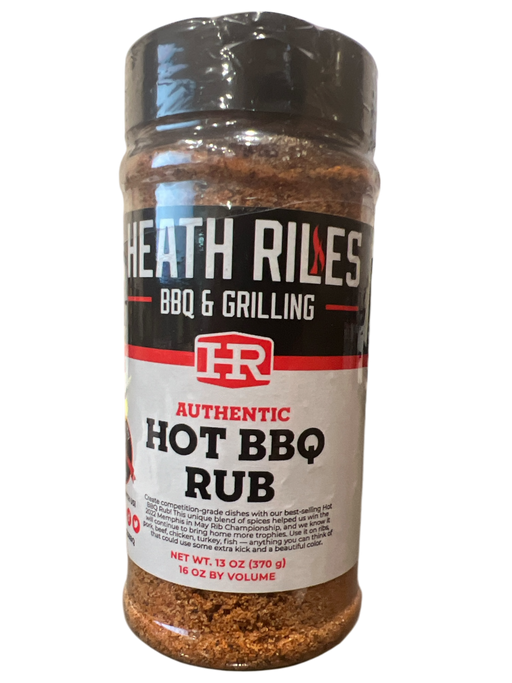 HEATH RILES
BBQ & GRILLING
HR
AUTHENTIC
HOT BBQ
RUB
Create competition-grade dishes with our best-selling Hot
BBQ Rub! This unique blend of spices helped us win the
2022 Memphis in May Rib Championship, and we know it
will continue to bring home more trophies. Use it on ribs,
pork, beef, chicken, turkey, fish — anything you can think of
that could use some extra kick and a beautiful color.
NET WT. 13 OZ (370 g)
16 OZ BY VOLUME